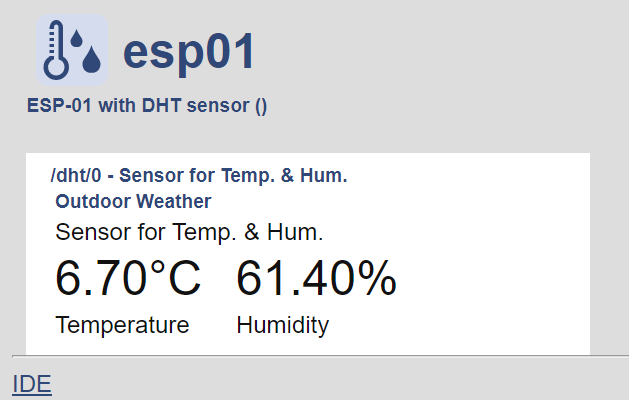 esp01
ESP-01 with DHT sensor ()
/dht/0 - Sensor for Temp. & Hum.
Outdoor Weather
Sensor for Temp. & Hum.
6.70°C 61.40%
Temperature Humidity
IDE